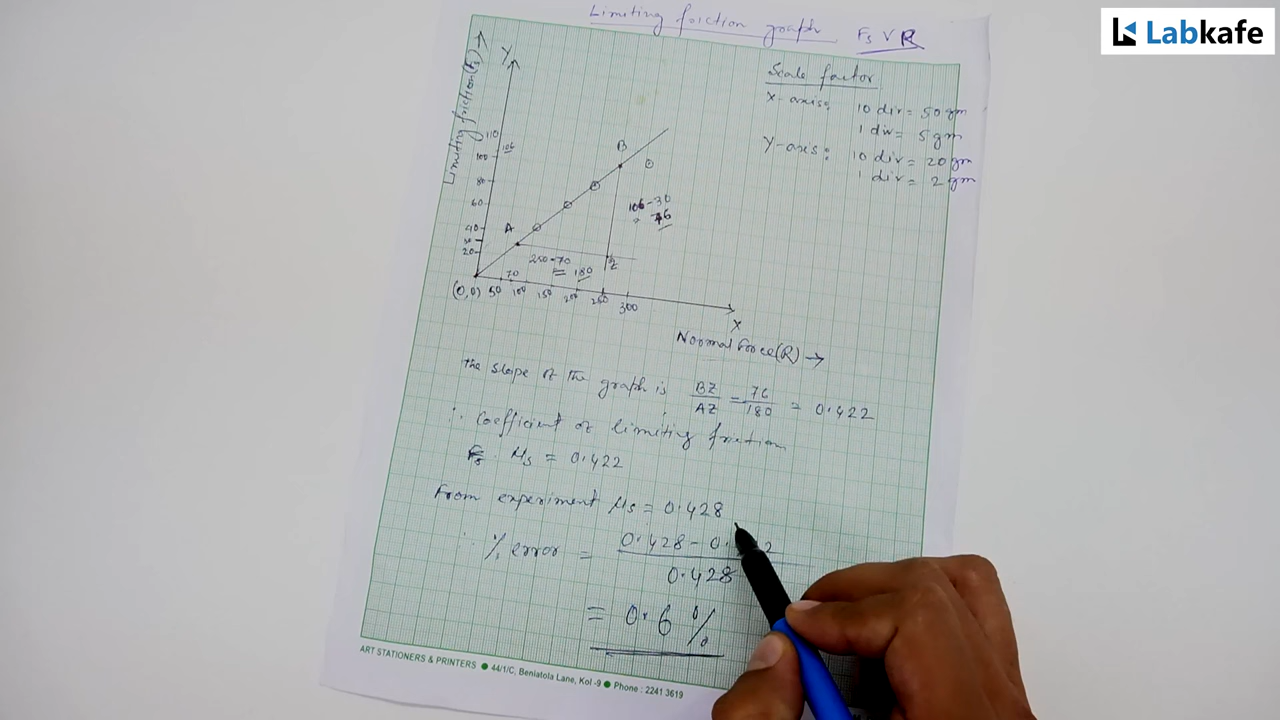 Limiting friction graph Fs V R
Labkafe
Scale factor
X-axis: 10 div = 50 gm
1 div = 5 gm
Y-axis: 10 div = 20 gm
1 div = 2 gm
Limiting friction (Fs) →
Y
110
106
100
80
60
40
30
20
A
B
Z
106-30
= 76
250-70
= 180
(0,0) 50 70 100 150 200 250 300
X
Normal Force (R) →
The slope of the graph is BZ/AZ = 76/180 = 0.422
∴ Coefficient of limiting friction
μs = 0.422
From experiment μs = 0.428
∴ % error = 0.428 -
0.428
= 0.6 %
ART STATIONERS & PRINTERS ● 44/1/C, Beniatola Lane, Kol -9 ● Phone : 2241 3619